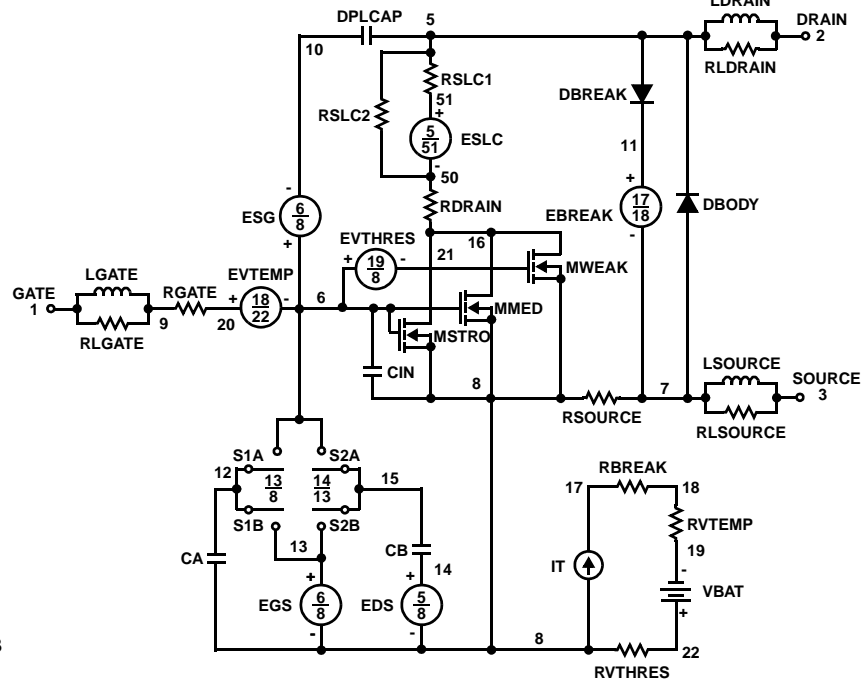 LDRAIN
DPLCAP 5 DRAIN
10 2
RLDRAIN
RSLC1
DBREAK
51
+
RSLC2
5
51
ESLC
11
-
50
-
+
RDRAIN
6
8
ESG
EBREAK
17
18
DBODY
+
EVTHRES
16
-
+ 19 - 21
8
MWEAK
LGATE
EVTEMP
GATE RGATE + 18 - 6
1
22
MMED
9 20
RLGATE
MSTRO
LSOURCE
CIN 8 7 SOURCE
3
RSOURCE
RLSOURCE
S1A S2A
12 13 14 15
8 13
RBREAK
17 18
S1B S2B
RVTEMP
13 CB
19
CA
IT
-
14
+ +
VBAT
EGS 6 EDS 5
8 8
+
- -
8 22
RVTHRES